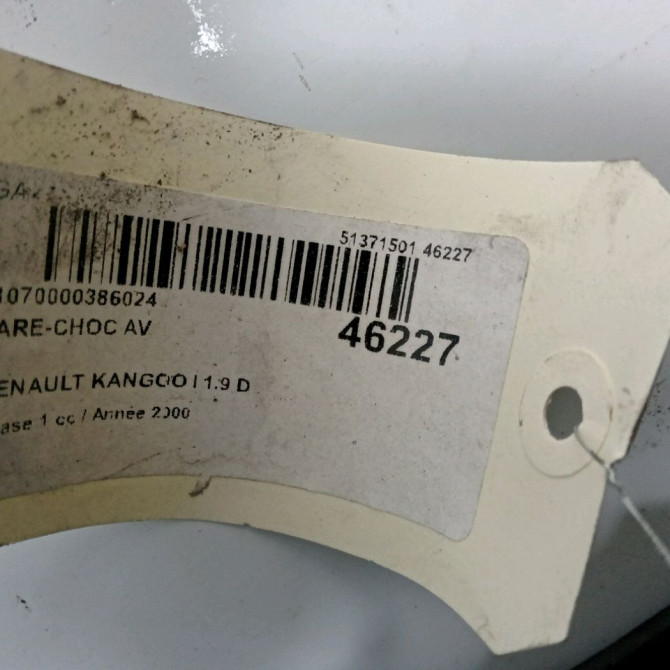 51371501 46227
1070000386024
ARE-CHOC AV
46227
ENAULT KANGOO I 1.9 D
ase 1 cc / Année 2000